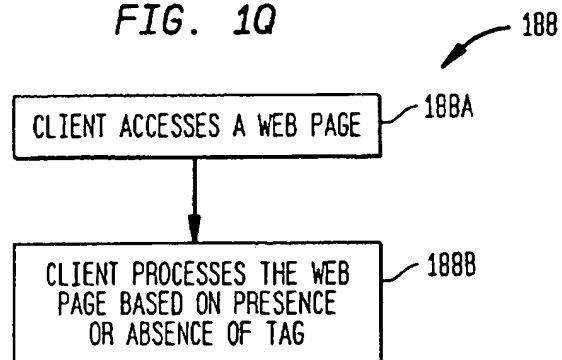 FIG. 1Q
188
CLIENT ACCESSES A WEB PAGE
188A
CLIENT PROCESSES THE WEB
PAGE BASED ON PRESENCE
OR ABSENCE OF TAG
188B